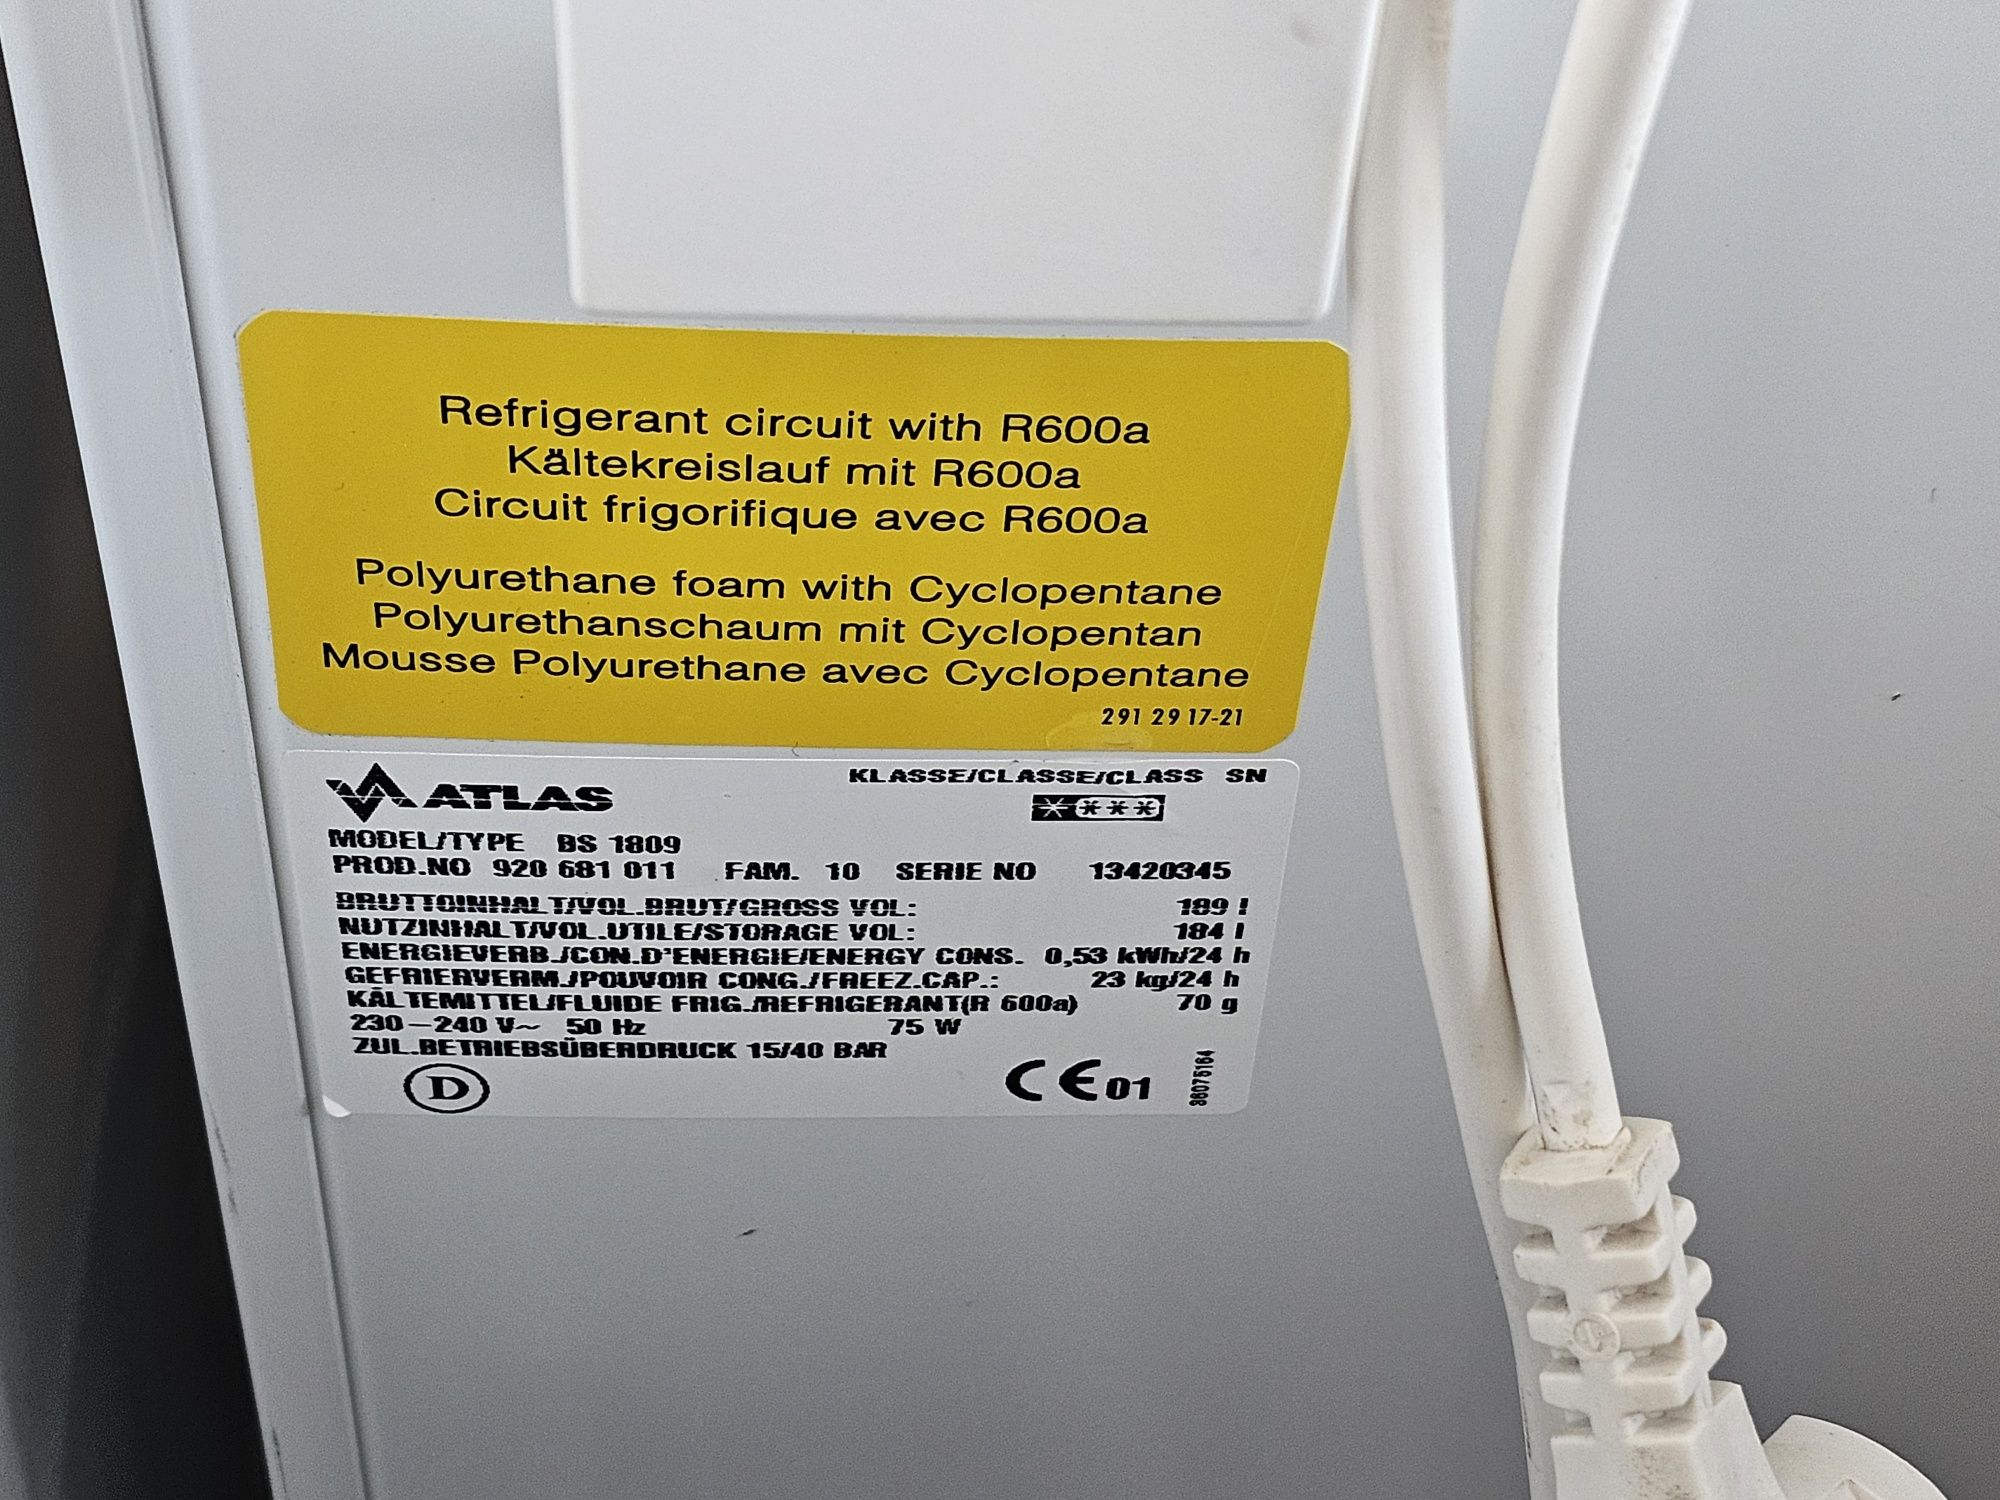 Refrigerant circuit with R600a
Kältekreislauf mit R600a
Circuit frigorifique avec R600a
Polyurethane foam with Cyclopentane
Polyurethanschaum mit Cyclopentan
Mousse Polyurethane avec Cyclopentane
291 29 17-21
ATLAS KLASSE/CLASSE/CLASS SN
MODEL/TYPE BS 1809
PROD.NO 920 681 011 FAM. 10 SERIE NO 13420345
BRUTTOINHALT/VOL.BRUT/GROSS VOL: 189 l
NUTZINHALT/VOL.UTILE/STORAGE VOL: 184 l
ENERGIEVERB./CON.D'ENERGIE/ENERGY CONS. 0,53 kWh/24 h
GEFRIERVERM./POUVOIR CONG./FREEZ.CAP.: 23 kg/24 h
KÄLTEMITTEL/FLUIDE FRIG./REFRIGERANT(R 600a) 70 g
230-240 V~ 50 Hz 75 W
ZUL.BETRIEBSÜBERDRUCK 15/40 BAR
D CE 01